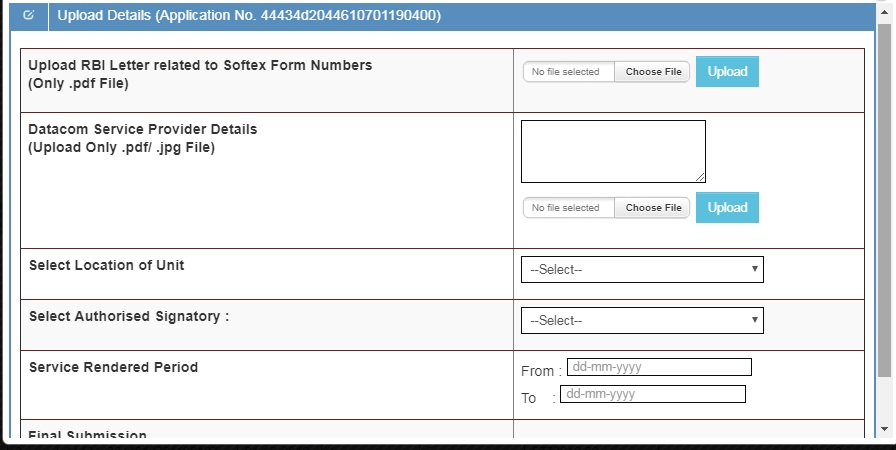 Upload Details (Application No. 44434d2044610701190400)
Upload RBI Letter related to Softex Form Numbers
(Only .pdf File)
No file selected Choose File Upload
Datacom Service Provider Details
(Upload Only .pdf/ .jpg File)
No file selected Choose File Upload
Select Location of Unit
--Select--
Select Authorised Signatory :
--Select--
Service Rendered Period
From : dd-mm-yyyy
To : dd-mm-yyyy
Final Submission